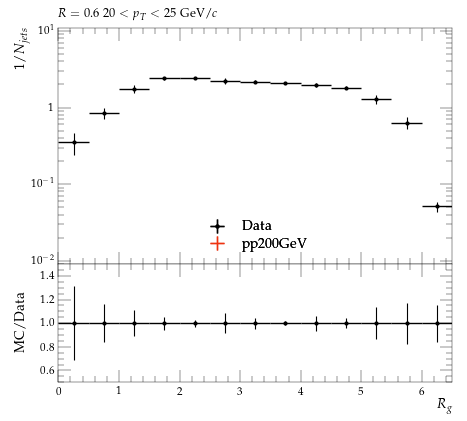 R = 0.6 20 < p_T < 25 GeV/c
1/N_jets
10^1
1
10^−1
10^−2
Data
pp200GeV
MC/Data
1.4
1.2
1.0
0.8
0.6
0 1 2 3 4 5 6
R_g